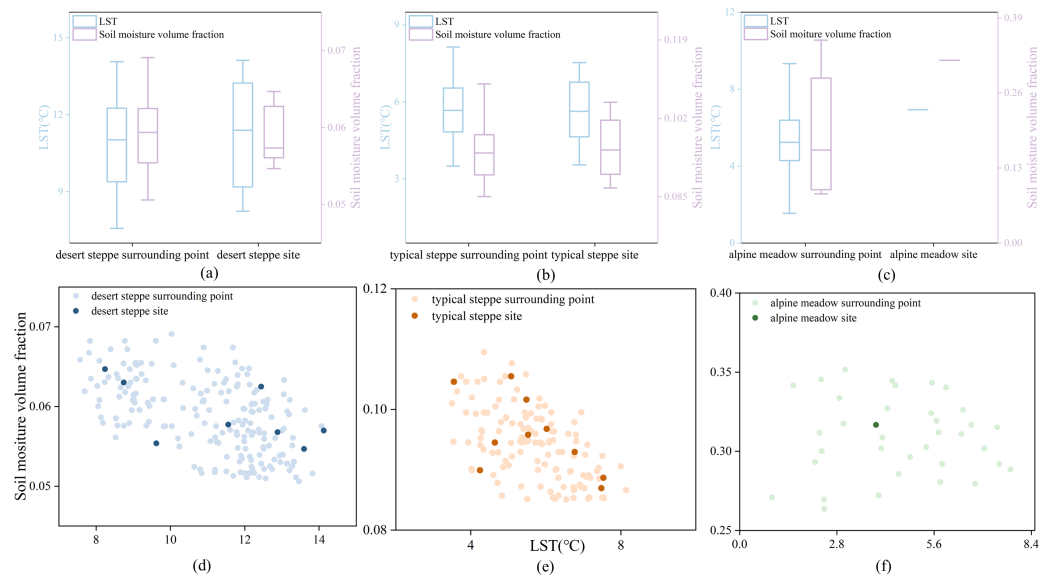 15
12
9
LST(℃)
LST
Soil moisture volume fraction
0.07
0.06
0.05
Soil moisture volume fraction
desert steppe surrounding point
desert steppe site
(a)
9
6
3
LST(℃)
LST
Soil moisture volume fraction
0.119
0.102
0.085
Soil moisture volume fraction
typical steppe surrounding point
typical steppe site
(b)
12
8
4
0
LST(℃)
LST
Soil moiture volume fraction
0.39
0.26
0.13
0.00
Soil moisture volume fraction
alpine meadow surrounding point
alpine meadow site
(c)
Soil moiture volume fraction
0.07
0.06
0.05
desert steppe surrounding point
desert steppe site
8
10
12
14
(d)
0.12
0.10
0.08
typical steppe surrounding point
typical steppe site
4
8
LST(℃)
(e)
0.40
0.35
0.30
0.25
alpine meadow surrounding point
alpine meadow site
0.0
2.8
5.6
8.4
(f)